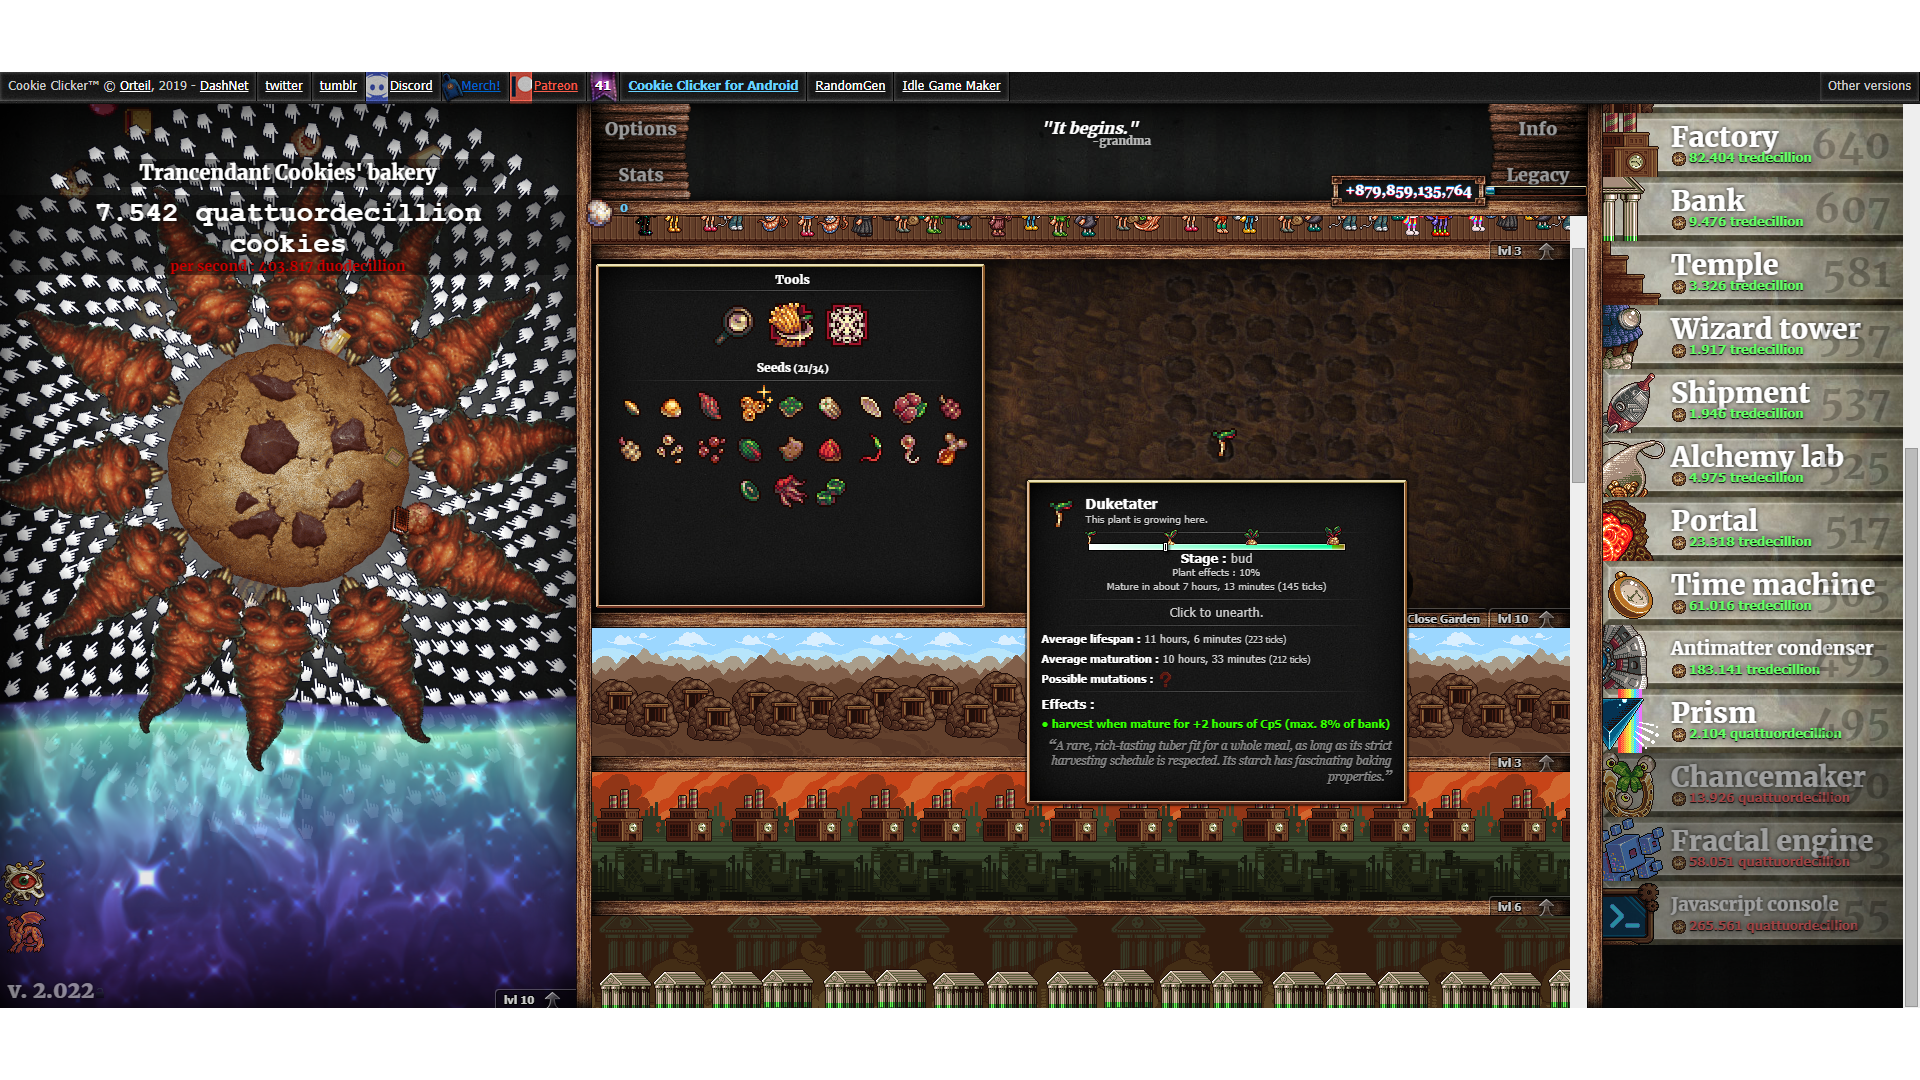 Cookie Clicker™ © Orteil, 2019 - DashNet
twitter
tumblr
Discord
Merch!
Patreon
41
Cookie Clicker for Android
RandomGen
Idle Game Maker
Other versions
Trancendant Cookies' bakery
7.542 quattuordecillion
cookies
per second : 403.817 duodecillion
v. 2.022
lvl 10
Options
Stats
"It begins."
-grandma
Info
Legacy
+879,859,135,764
0
lvl 3
Tools
Seeds (21/34)
Duketater
This plant is growing here.
Stage : bud
Plant effects : 10%
Mature in about 7 hours, 13 minutes (145 ticks)
Click to unearth.
Average lifespan : 11 hours, 6 minutes (223 ticks)
Average maturation : 10 hours, 33 minutes (212 ticks)
Possible mutations : ?
Effects :
• harvest when mature for +2 hours of CpS (max. 8% of bank)
“A rare, rich-tasting tuber fit for a whole meal, as long as its strict
harvesting schedule is respected. Its starch has fascinating baking
properties.”
Close Garden
lvl 10
lvl 3
lvl 6
Factory
82.404 tredecillion
640
Bank
9.476 tredecillion
607
Temple
3.326 tredecillion
581
Wizard tower
1.917 tredecillion
Shipment
1.946 tredecillion
537
Alchemy lab
4.975 tredecillion
525
Portal
23.318 tredecillion
517
Time machine
61.016 tredecillion
Antimatter condenser
183.141 tredecillion
Prism
2.104 quattuordecillion
495
Chancemaker
13.926 quattuordecillion
Fractal engine
58.051 quattuordecillion
Javascript console
265.561 quattuordecillion